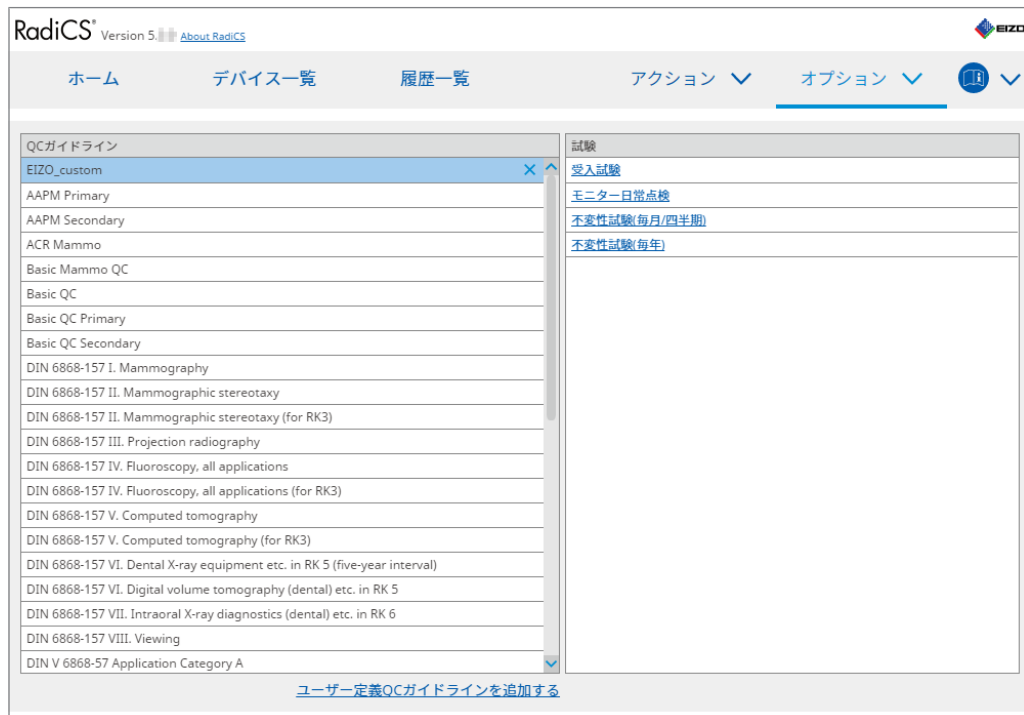 RadiCS® Version 5. About RadiCS
EIZO
ホーム デバイス一覧 履歴一覧 アクション オプション
QCガイドライン
EIZO_custom
AAPM Primary
AAPM Secondary
ACR Mammo
Basic Mammo QC
Basic QC
Basic QC Primary
Basic QC Secondary
DIN 6868-157 I. Mammography
DIN 6868-157 II. Mammographic stereotaxy
DIN 6868-157 II. Mammographic stereotaxy (for RK3)
DIN 6868-157 III. Projection radiography
DIN 6868-157 IV. Fluoroscopy, all applications
DIN 6868-157 IV. Fluoroscopy, all applications (for RK3)
DIN 6868-157 V. Computed tomography
DIN 6868-157 V. Computed tomography (for RK3)
DIN 6868-157 VI. Dental X-ray equipment etc. in RK 5 (five-year interval)
DIN 6868-157 VI. Digital volume tomography (dental) etc. in RK 5
DIN 6868-157 VII. Intraoral X-ray diagnostics (dental) etc. in RK 6
DIN 6868-157 VIII. Viewing
DIN V 6868-57 Application Category A
試験
受入試験
モニター日常点検
不変性試験(毎月/四半期)
不変性試験(毎年)
ユーザー定義QCガイドラインを追加する